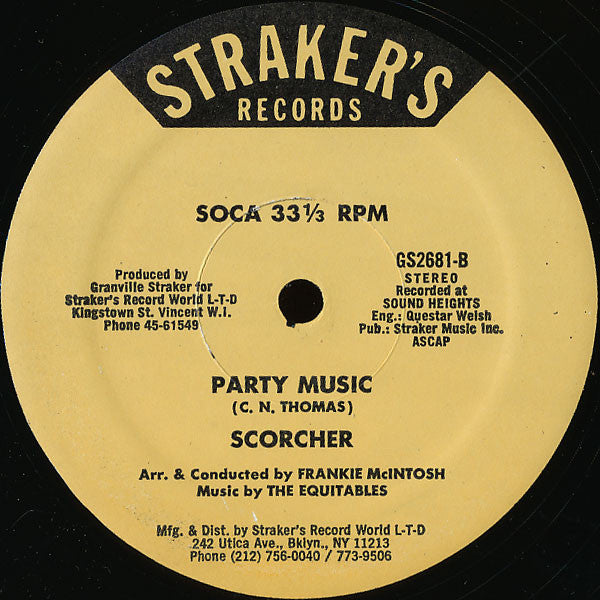 STRAKER'S
RECORDS
SOCA 33⅓ RPM
Produced by
Granville Straker for
Straker's Record World L-T-D
Kingstown St. Vincent W.I.
Phone 45-61549
GS2681-B
STEREO
Recorded at
SOUND HEIGHTS
Eng.: Questar Welsh
Pub.: Straker Music Inc.
ASCAP
PARTY MUSIC
(C. N. THOMAS)
SCORCHER
Arr. & Conducted by FRANKIE McINTOSH
Music by THE EQUITABLES
Mfg. & Dist. by Straker's Record World L-T-D
242 Utica Ave., Bklyn., NY 11213
Phone (212) 756-0040 / 773-9506